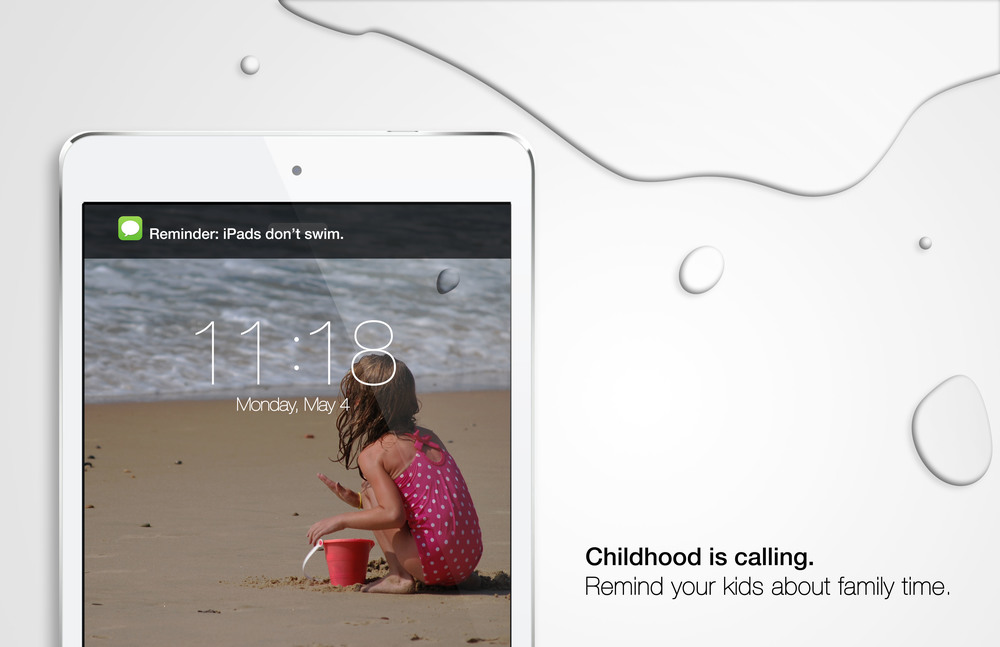 Reminder: iPads don't swim.
11:18
Monday, May 4
Childhood is calling.
Remind your kids about family time.